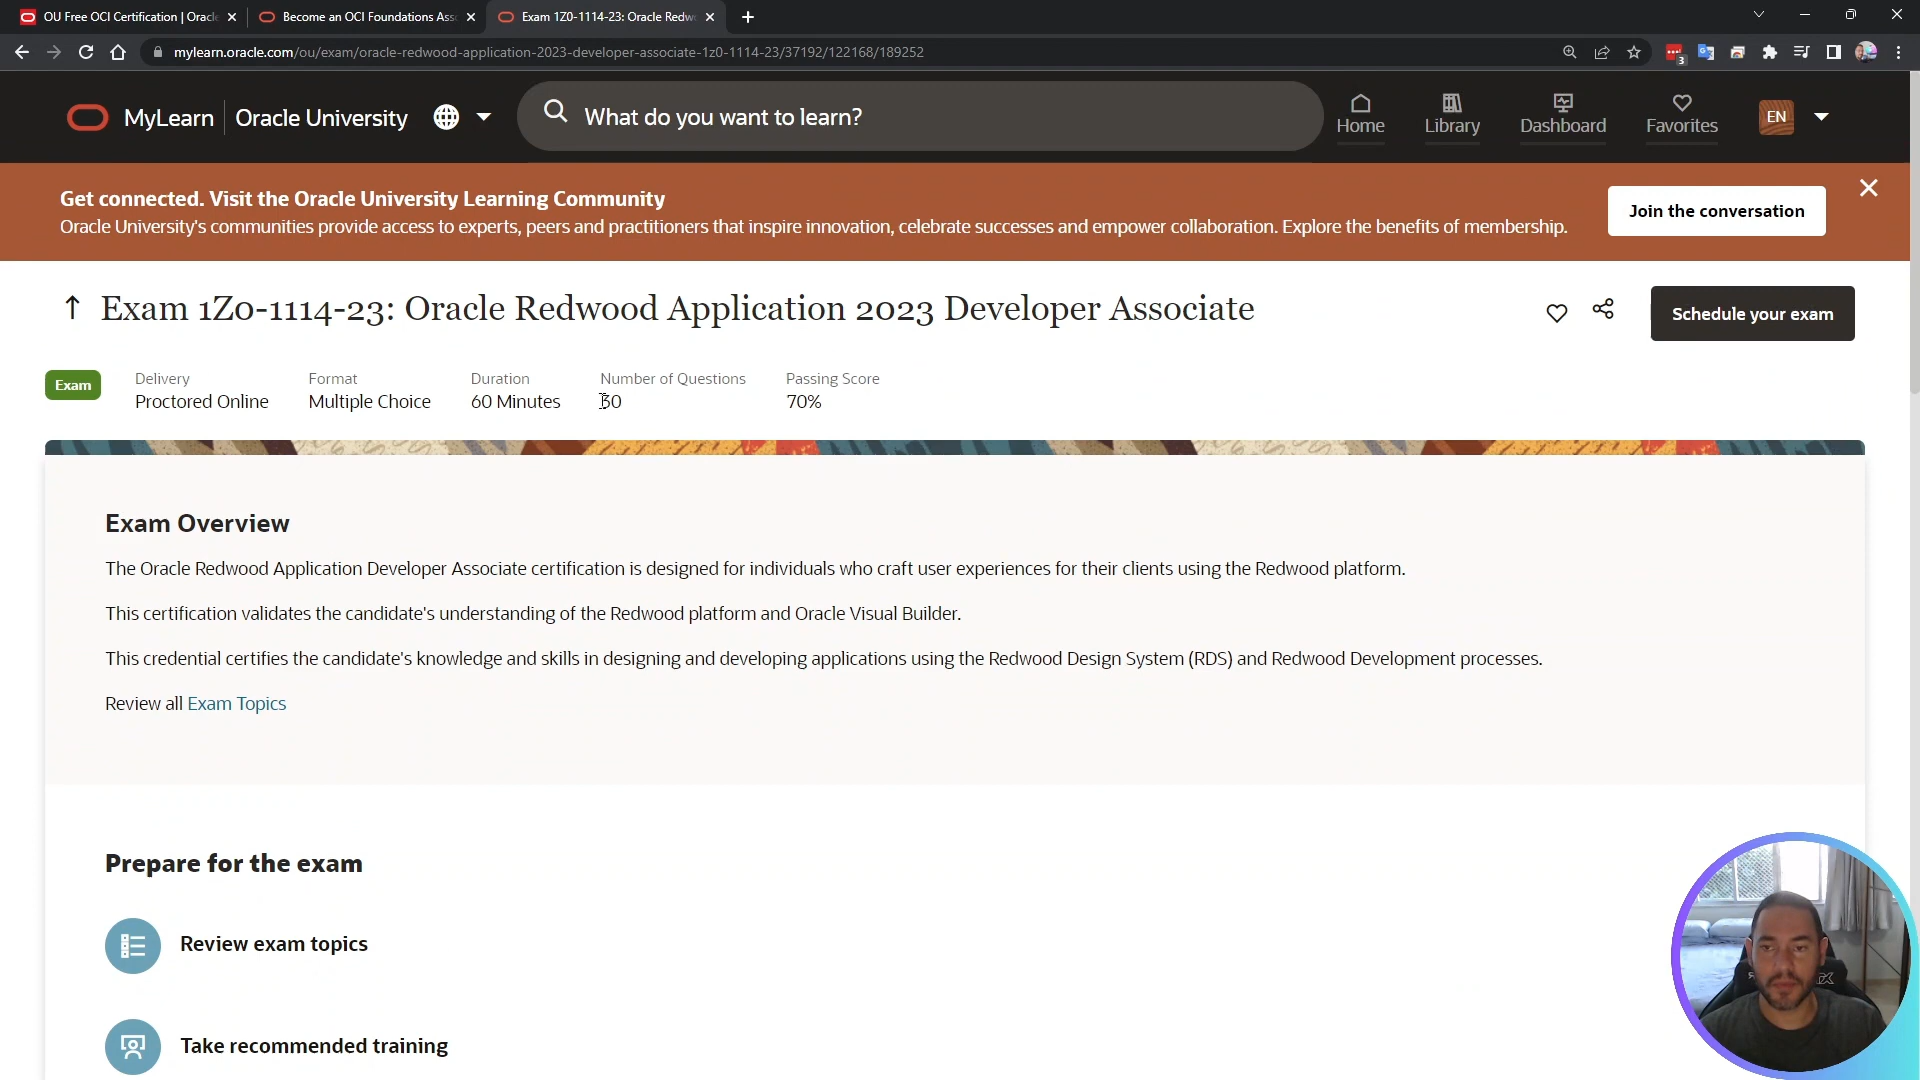 OU Free OCI Certification | Oracle
Become an OCI Foundations Asso
Exam 1Z0-1114-23: Oracle Redw
mylearn.oracle.com/ou/exam/oracle-redwood-application-2023-developer-associate-1z0-1114-23/37192/122168/189252
3
MyLearn
Oracle University
What do you want to learn?
Home
Library
Dashboard
Favorites
EN
Get connected. Visit the Oracle University Learning Community
Oracle University's communities provide access to experts, peers and practitioners that inspire innovation, celebrate successes and empower collaboration. Explore the benefits of membership.
Join the conversation
Exam 1Z0-1114-23: Oracle Redwood Application 2023 Developer Associate
Schedule your exam
Exam
Delivery
Proctored Online
Format
Multiple Choice
Duration
60 Minutes
Number of Questions
30
Passing Score
70%
Exam Overview
The Oracle Redwood Application Developer Associate certification is designed for individuals who craft user experiences for their clients using the Redwood platform.
This certification validates the candidate's understanding of the Redwood platform and Oracle Visual Builder.
This credential certifies the candidate's knowledge and skills in designing and developing applications using the Redwood Design System (RDS) and Redwood Development processes.
Review all Exam Topics
Prepare for the exam
Review exam topics
Take recommended training